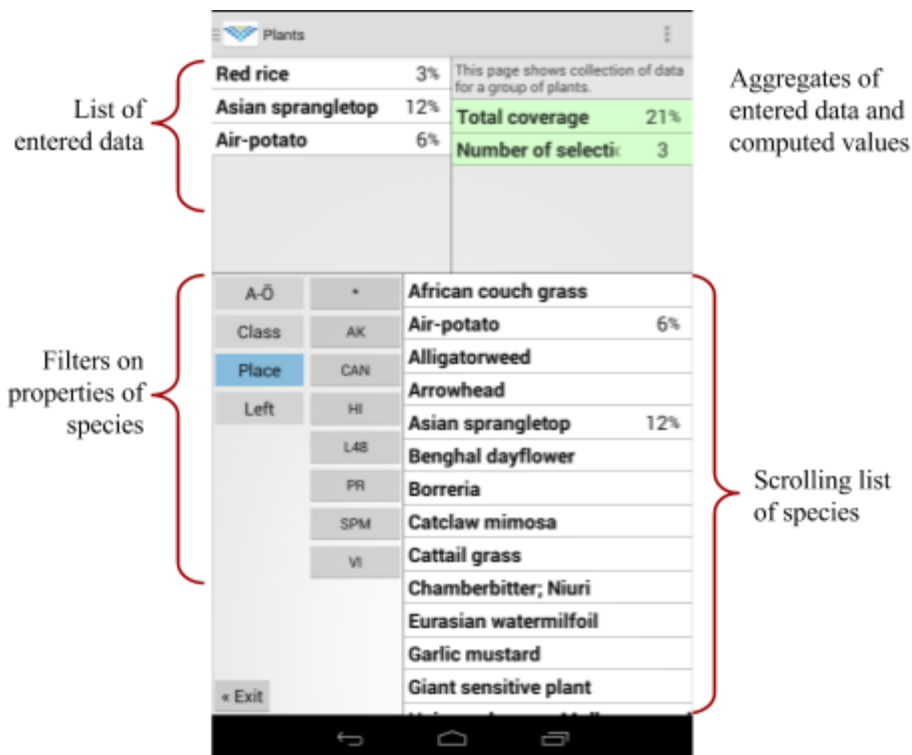 Plants
List of
entered data
Red rice 3%
Asian sprangletop 12%
Air-potato 6%
This page shows collection of data
for a group of plants.
Total coverage 21%
Number of selecti 3
Aggregates of
entered data and
computed values
Filters on
properties of
species
A-Ö
Class
Place
Left
*
AK
CAN
HI
L48
PR
SPM
VI
« Exit
African couch grass
Air-potato 6%
Alligatorweed
Arrowhead
Asian sprangletop 12%
Benghal dayflower
Borreria
Catclaw mimosa
Cattail grass
Chamberbitter; Niuri
Eurasian watermilfoil
Garlic mustard
Giant sensitive plant
Scrolling list
of species